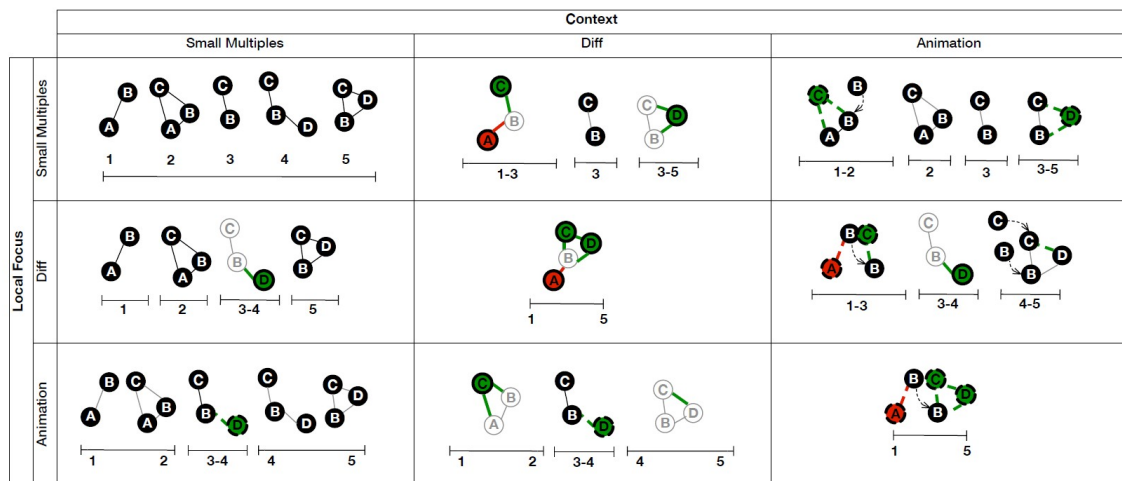 Context
Small Multiples Diff Animation
Local Focus
Small Multiples
B A C B A C B C B D C D B
1 2 3 4 5
C B A C B C D B
1-3 3 3-5
C B B A C B A C B C D B
1-2 2 3 3-5
Diff
B A C B A C B D C D B
1 2 3-4 5
C D B A
1 5
B C A B C B D C C B D B
1-3 3-4 4-5
Animation
B A C B A C B D C B D C D B
1 2 3-4 4 5
C B A C B D C D B
1 2 3-4 4 5
B C D A B
1 5